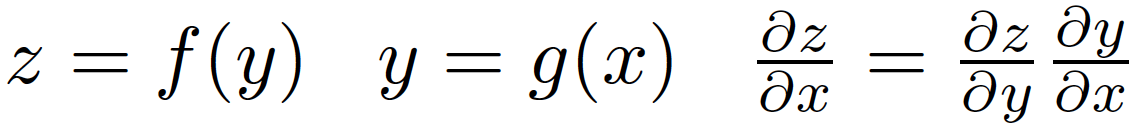 z = f(y)   y = g(x)   ∂z/∂x = ∂z/∂y ∂y/∂x